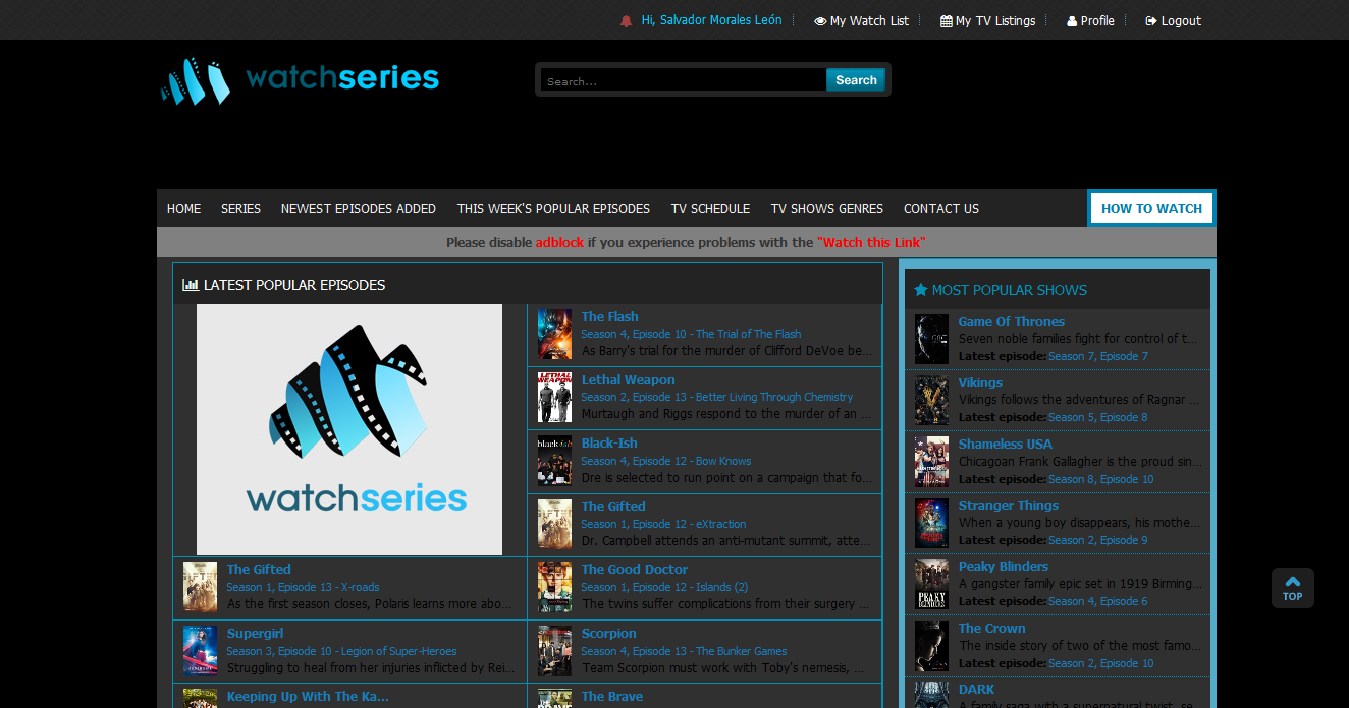 Hi, Salvador Morales León
My Watch List
My TV Listings
Profile
Logout
watchseries
Search...
Search
HOME
SERIES
NEWEST EPISODES ADDED
THIS WEEK'S POPULAR EPISODES
TV SCHEDULE
TV SHOWS GENRES
CONTACT US
HOW TO WATCH
Please disable adblock if you experience problems with the "Watch this Link"
LATEST POPULAR EPISODES
watchseries
The Flash
Season 4, Episode 10 - The Trial of The Flash
As Barry's trial for the murder of Clifford DeVoe be...
LETHAL WEAPON
Lethal Weapon
Season 2, Episode 13 - Better Living Through Chemistry
Murtaugh and Riggs respond to the murder of an ...
black·ish
Black-Ish
Season 4, Episode 12 - Bow Knows
Dre is selected to run point on a campaign that fo...
The Gifted
Season 1, Episode 12 - eXtraction
Dr. Campbell attends an anti-mutant summit, atte...
The Gifted
Season 1, Episode 13 - X-roads
As the first season closes, Polaris learns more abo...
The Good Doctor
Season 1, Episode 12 - Islands (2)
The twins suffer complications from their surgery ...
Supergirl
Season 3, Episode 10 - Legion of Super-Heroes
Struggling to heal from her injuries inflicted by Rei...
Scorpion
Season 4, Episode 13 - The Bunker Games
Team Scorpion must work with Toby's nemesis, ...
Keeping Up With The Ka...
The Brave
MOST POPULAR SHOWS
Game Of Thrones
Seven noble families fight for control of t...
Latest episode: Season 7, Episode 7
Vikings
Vikings follows the adventures of Ragnar ...
Latest episode: Season 5, Episode 8
Shameless USA
Chicagoan Frank Gallagher is the proud sin...
Latest episode: Season 8, Episode 10
Stranger Things
When a young boy disappears, his mothe...
Latest episode: Season 2, Episode 9
PEAKY BLINDERS
Peaky Blinders
A gangster family epic set in 1919 Birming...
Latest episode: Season 4, Episode 6
The Crown
The inside story of two of the most famo...
Latest episode: Season 2, Episode 10
DARK
A family saga with a supernatural twist, se...
TOP